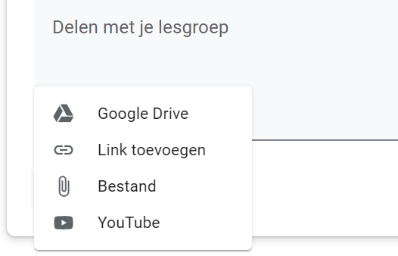 Delen met je lesgroep
Google Drive
Link toevoegen
Bestand
YouTube